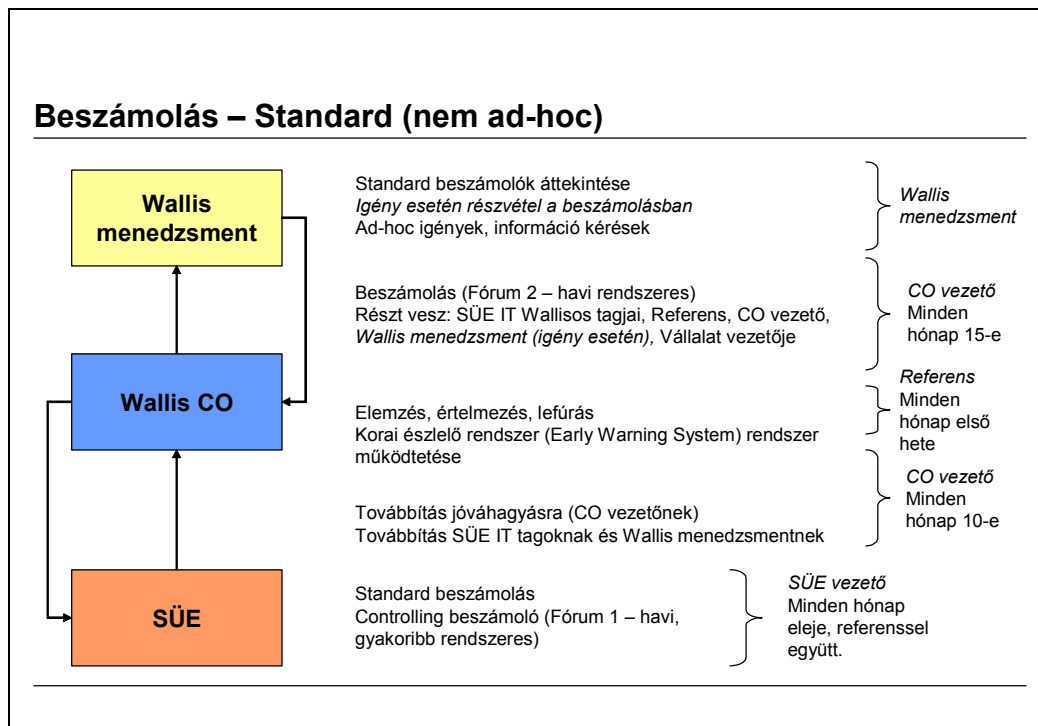 Beszámolás – Standard (nem ad-hoc)
Wallis
menedzsment
Standard beszámolók áttekintése
Igény esetén részvétel a beszámolásban
Ad-hoc igények, információ kérések
Wallis
menedzsment
Beszámolás (Fórum 2 – havi rendszeres)
Részt vesz: SÜE IT Wallisos tagjai, Referens, CO vezető,
Wallis menedzsment (igény esetén), Vállalat vezetője
CO vezető
Minden
hónap 15-e
Wallis CO
Elemzés, értelmezés, lefúrás
Korai észlelő rendszer (Early Warning System) rendszer
működtetése
Referens
Minden
hónap első
hete
Továbbítás jóváhagyásra (CO vezetőnek)
Továbbítás SÜE IT tagoknak és Wallis menedzsmentnek
CO vezető
Minden
hónap 10-e
SÜE
Standard beszámolás
Controlling beszámoló (Fórum 1 – havi,
gyakoribb rendszeres)
SÜE vezető
Minden hónap
eleje, referenssel
együtt.